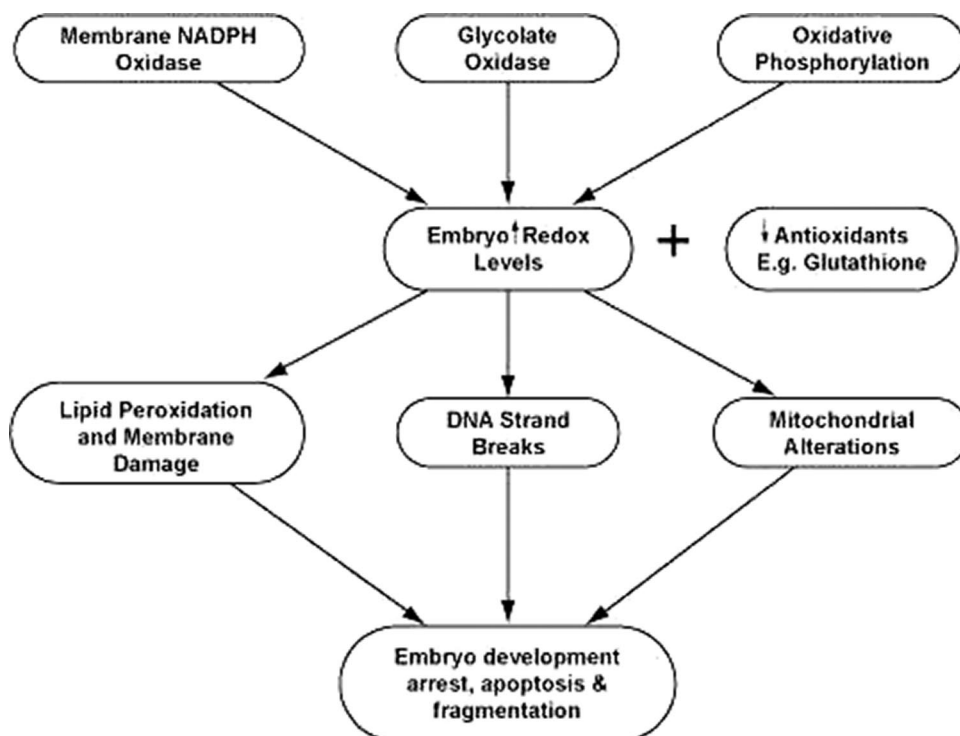 Membrane NADPH
Oxidase
Glycolate
Oxidase
Oxidative
Phosphorylation
Embryo↑Redox
Levels
+
↓Antioxidants
E.g. Glutathione
Lipid Peroxidation
and Membrane
Damage
DNA Strand
Breaks
Mitochondrial
Alterations
Embryo development
arrest, apoptosis &
fragmentation